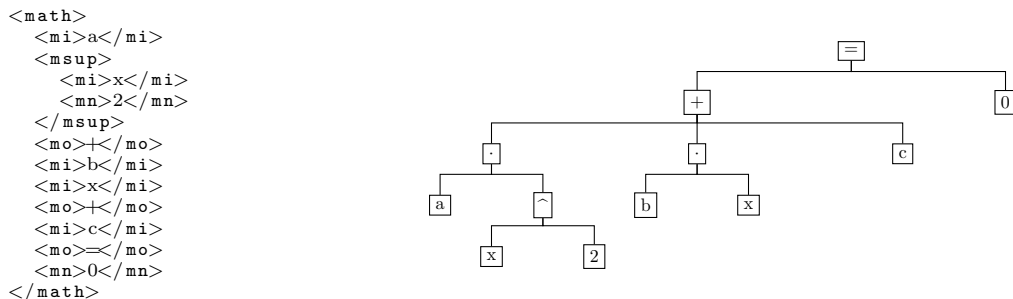 <math>
<mi>a</mi>
<msup>
<mi>x</mi>
<mn>2</mn>
</msup>
<mo>+</mo>
<mi>b</mi>
<mi>x</mi>
<mo>+</mo>
<mi>c</mi>
<mo>=</mo>
<mn>0</mn>
</math>
=
+ 0
· · c
a ^ b x
x 2